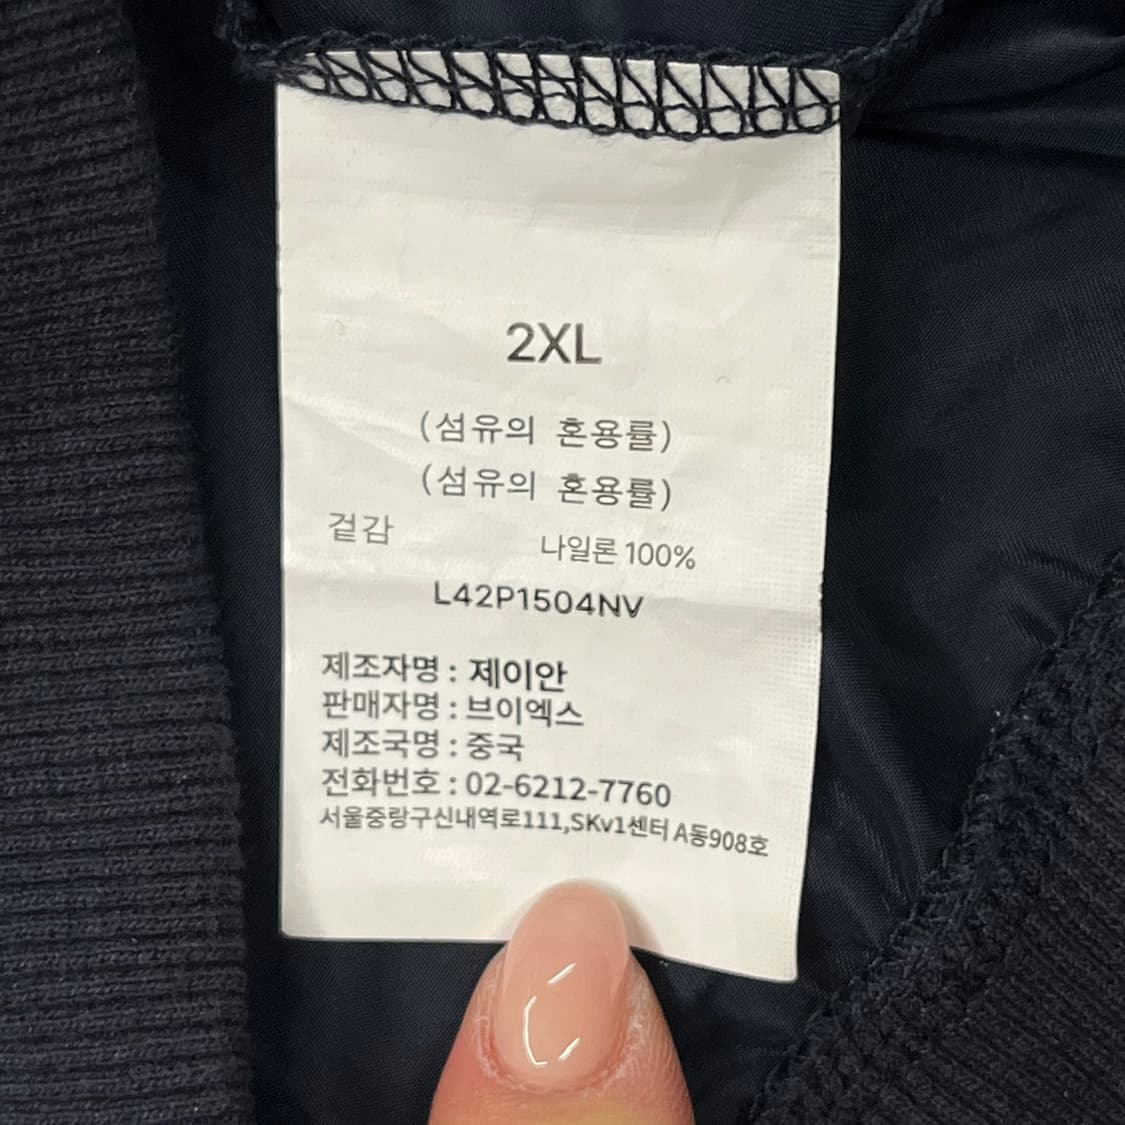 2XL
(섬유의 혼용률)
(섬유의 혼용률)
겉감 나일론 100%
L42P1504NV
제조자명 : 제이안
판매자명 : 브이엑스
제조국명 : 중국
전화번호 : 02-6212-7760
서울중랑구신내역로111,SKv1센터 A동908호